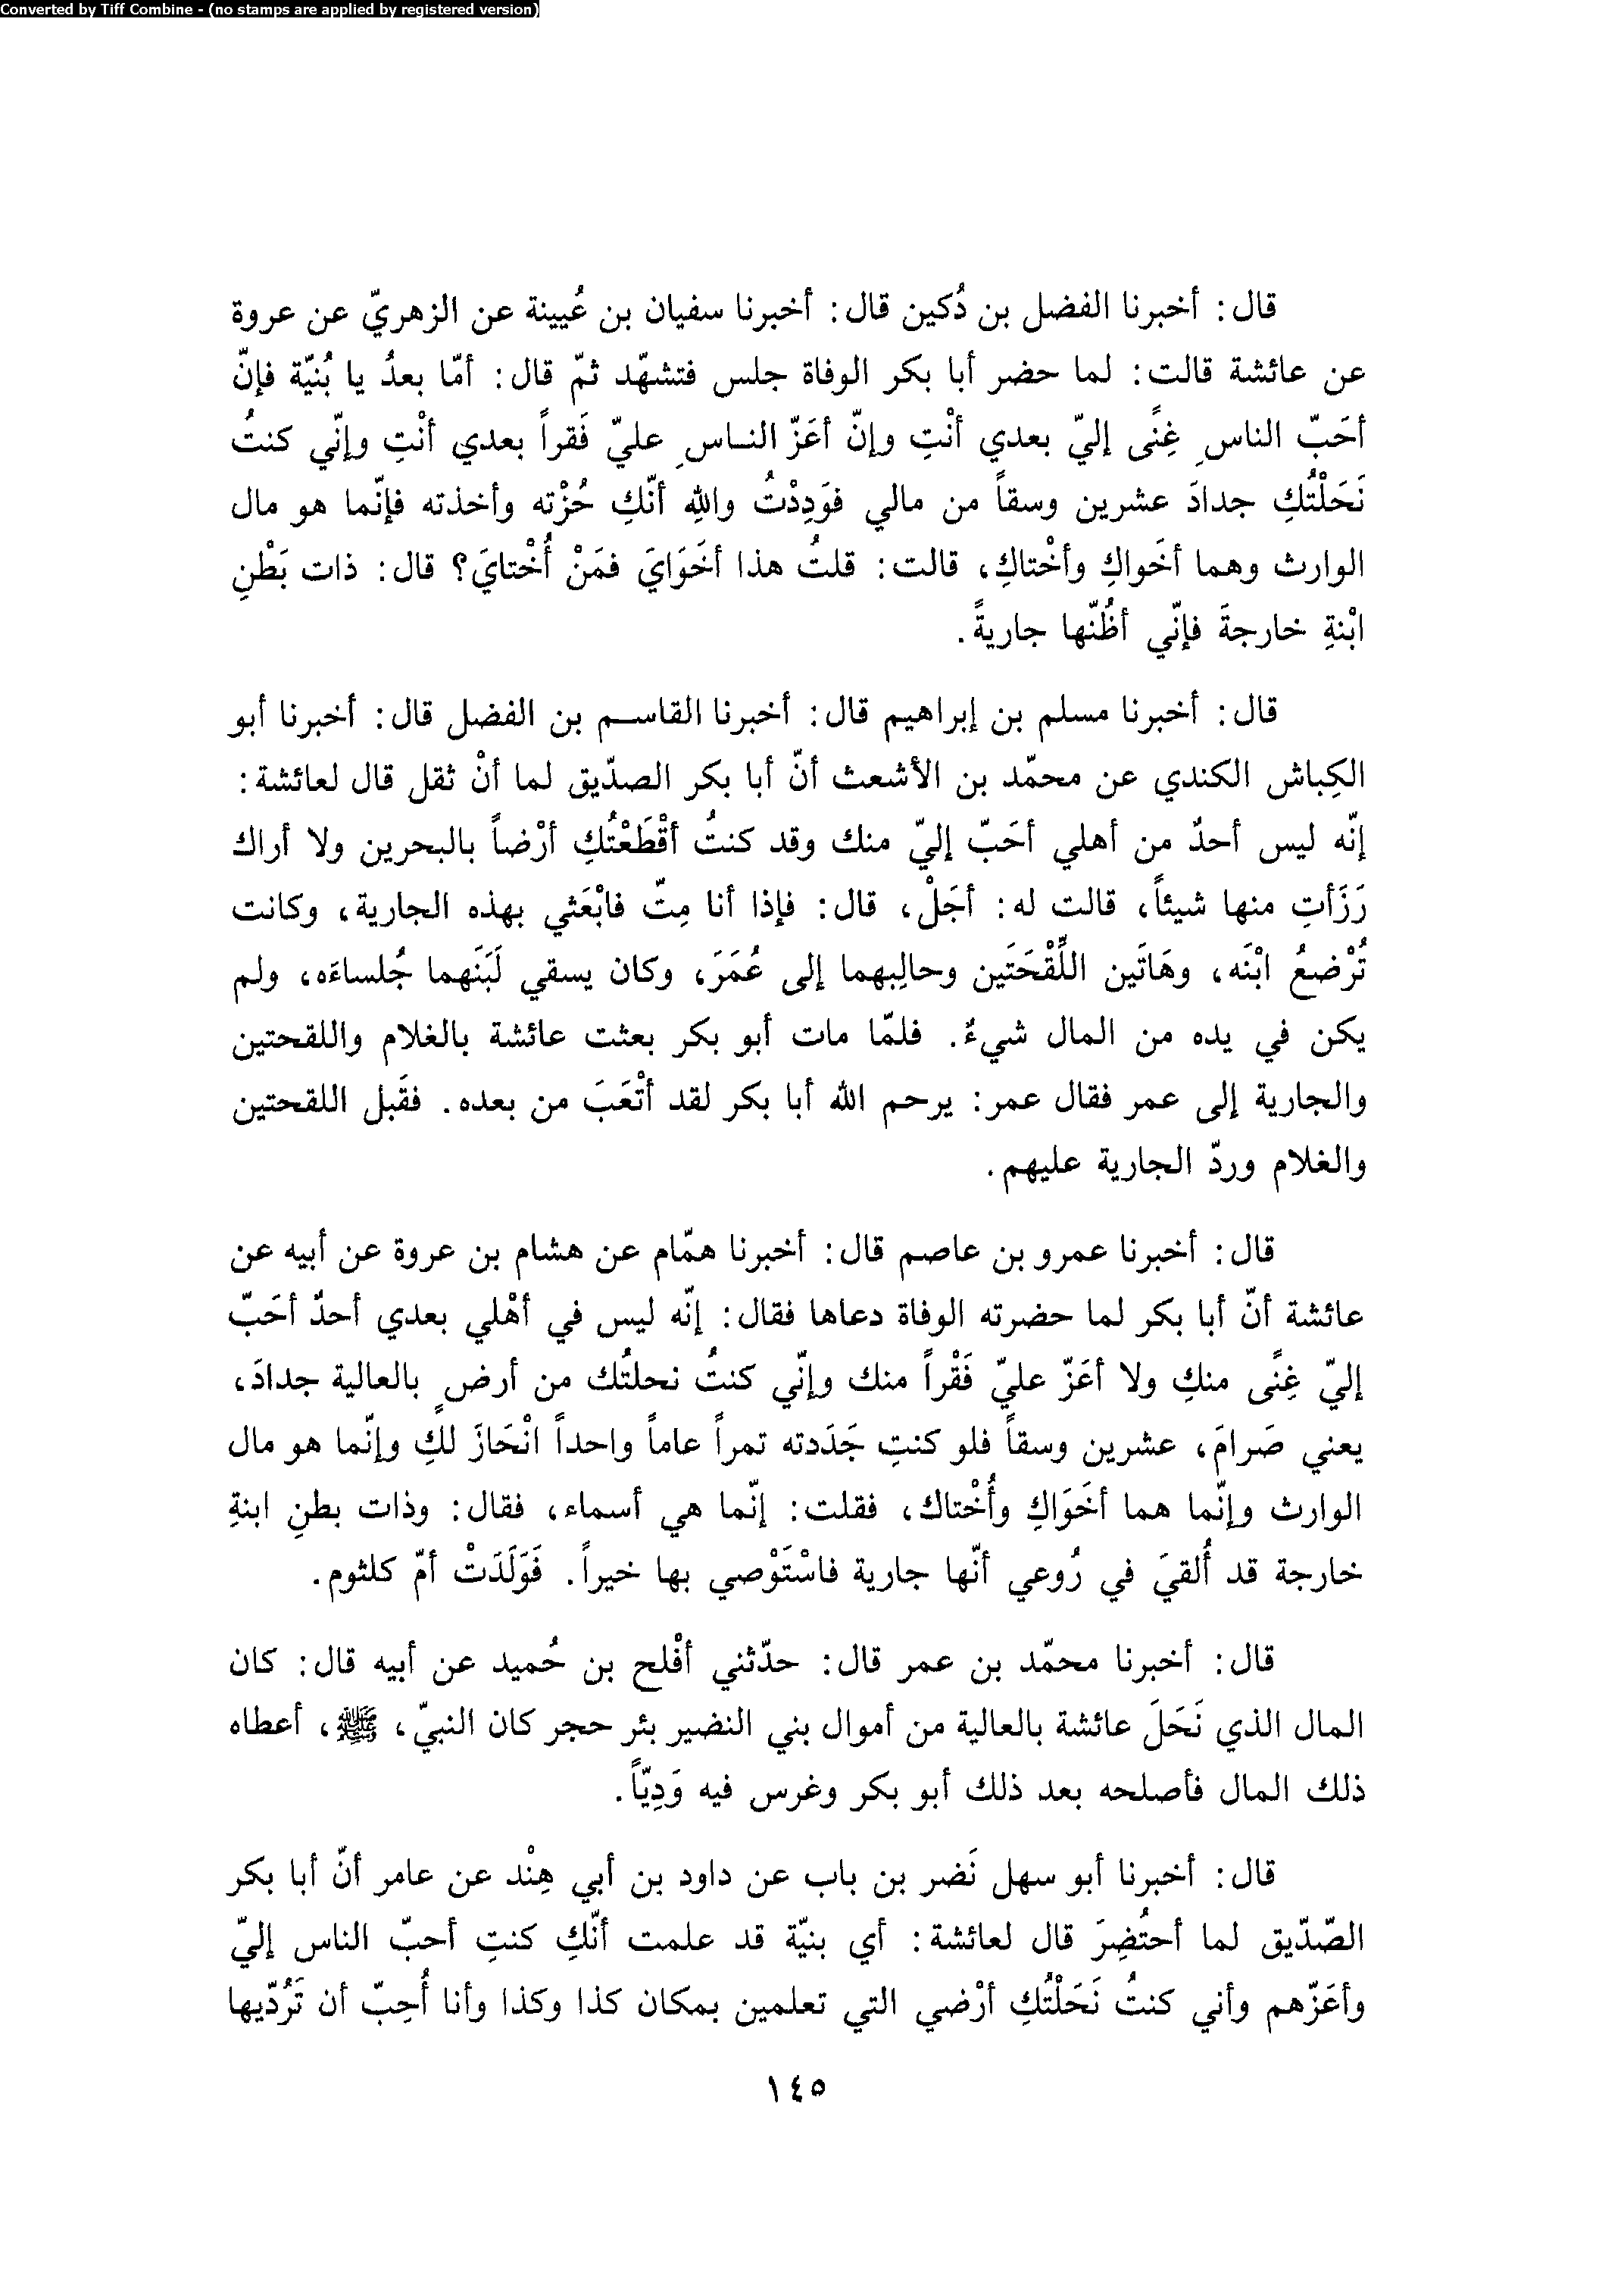 Converted by Tiff Combine - (no stamps are applied by registered version)
قال: أخبرنا الفضل بن دُكين قال: أخبرنا سفيان بن عُيينة عن الزهريّ عن عروة
عن عائشة قالت: لما حضر أبا بكر الوفاة جلس فتشهّد ثمّ قال: أمّا بعدُ يا بُنيّة فإنّ
أحَبّ الناسِ غِنًى إليّ بعدي أنْتِ وإنّ أعَزّ النـاسِ عليّ فَقراً بعدي أنْتِ وإنّي كنتُ
نَحَلْتُكِ جدادَ عشرين وسقاً من مالي فوَدِدْتُ واللهِ أنّكِ حُزْته وأخذته فإنّما هو مال
الوارث وهما أخَواكِ وأخْتاكِ، قالت: قلتُ هذا أخَوَايَ فمَنْ أُخْتايَ؟ قال: ذات بَطْنِ
ابْنةِ خارجةَ فإنّي أظُنّها جاريةً.
قال: أخبرنا مسلم بن إبراهيم قال: أخبرنا القاسـم بن الفضل قال: أخبرنا أبو
الكِباش الكندي عن محمّد بن الأشعث أنّ أبا بكر الصدّيق لما أنْ ثقل قال لعائشة:
إنّه ليس أحدٌ من أهلي أحَبّ إليّ منك وقد كنتُ أقْطَعْتُكِ أرْضاً بالبحرين ولا أراك
رَزَأتِ منها شيئاً، قالت له: أجَلْ، قال: فإذا أنا مِتّ فابْعَثي بهذه الجارية، وكانت
تُرْضعُ ابْنَه، وهَاتَين اللِّقْحَتَين وحالِبهما إلى عُمَرَ، وكان يسقي لَبَنَهما جُلساءَه، ولم
يكن في يده من المال شيءٌ. فلمّا مات أبو بكر بعثت عائشة بالغلام واللقحتين
والجارية إلى عمر فقال عمر: يرحم الله أبا بكر لقد أتْعَبَ من بعده. فقَبل اللقحتين
والغلام وردّ الجارية عليهم.
قال: أخبرنا عمرو بن عاصم قال: أخبرنا همّام عن هشام بن عروة عن أبيه عن
عائشة أنّ أبا بكر لما حضرته الوفاة دعاها فقال: إنّه ليس في أهْلي بعدي أحدٌ أحَبّ
إليّ غِنًى منكِ ولا أعَزّ عليّ فَقْراً منك وإنّي كنتُ نحلتُك من أرضٍ بالعالية جدادَ،
يعني صَرامَ، عشرين وسقاً فلو كنتِ جَدَدته تمراً عاماً واحداً انْحَازَ لكِ وإنّما هو مال
الوارث وإنّما هما أخَوَاكِ وأُخْتاك، فقلت: إنّما هي أسماء، فقال: وذات بطنِ ابنةِ
خارجة قد أُلقيَ في رُوعي أنّها جارية فاسْتَوْصي بها خيراً. فَوَلَدَتْ أمّ كلثوم.
قال: أخبرنا محمّد بن عمر قال: حدّثني أفْلح بن حُميد عن أبيه قال: كان
المال الذي نَحَلَ عائشة بالعالية من أموال بني النضير بئر حجر كان النبيّ، ﷺ، أعطاه
ذلك المال فأصلحه بعد ذلك أبو بكر وغرس فيه وَدِيّاً.
قال: أخبرنا أبو سهل نَضر بن باب عن داود بن أبي هِنْد عن عامر أنّ أبا بكر
الصّدّيق لما أحتُضِرَ قال لعائشة: أي بنيّة قد علمت أنّكِ كنتِ أحبّ الناس إليّ
وأعَزّهم وأني كنتُ نَحَلْتُكِ أرْضي التي تعلمين بمكان كذا وكذا وأنا أُحِبّ أن تَرُدّيها
١٤٥